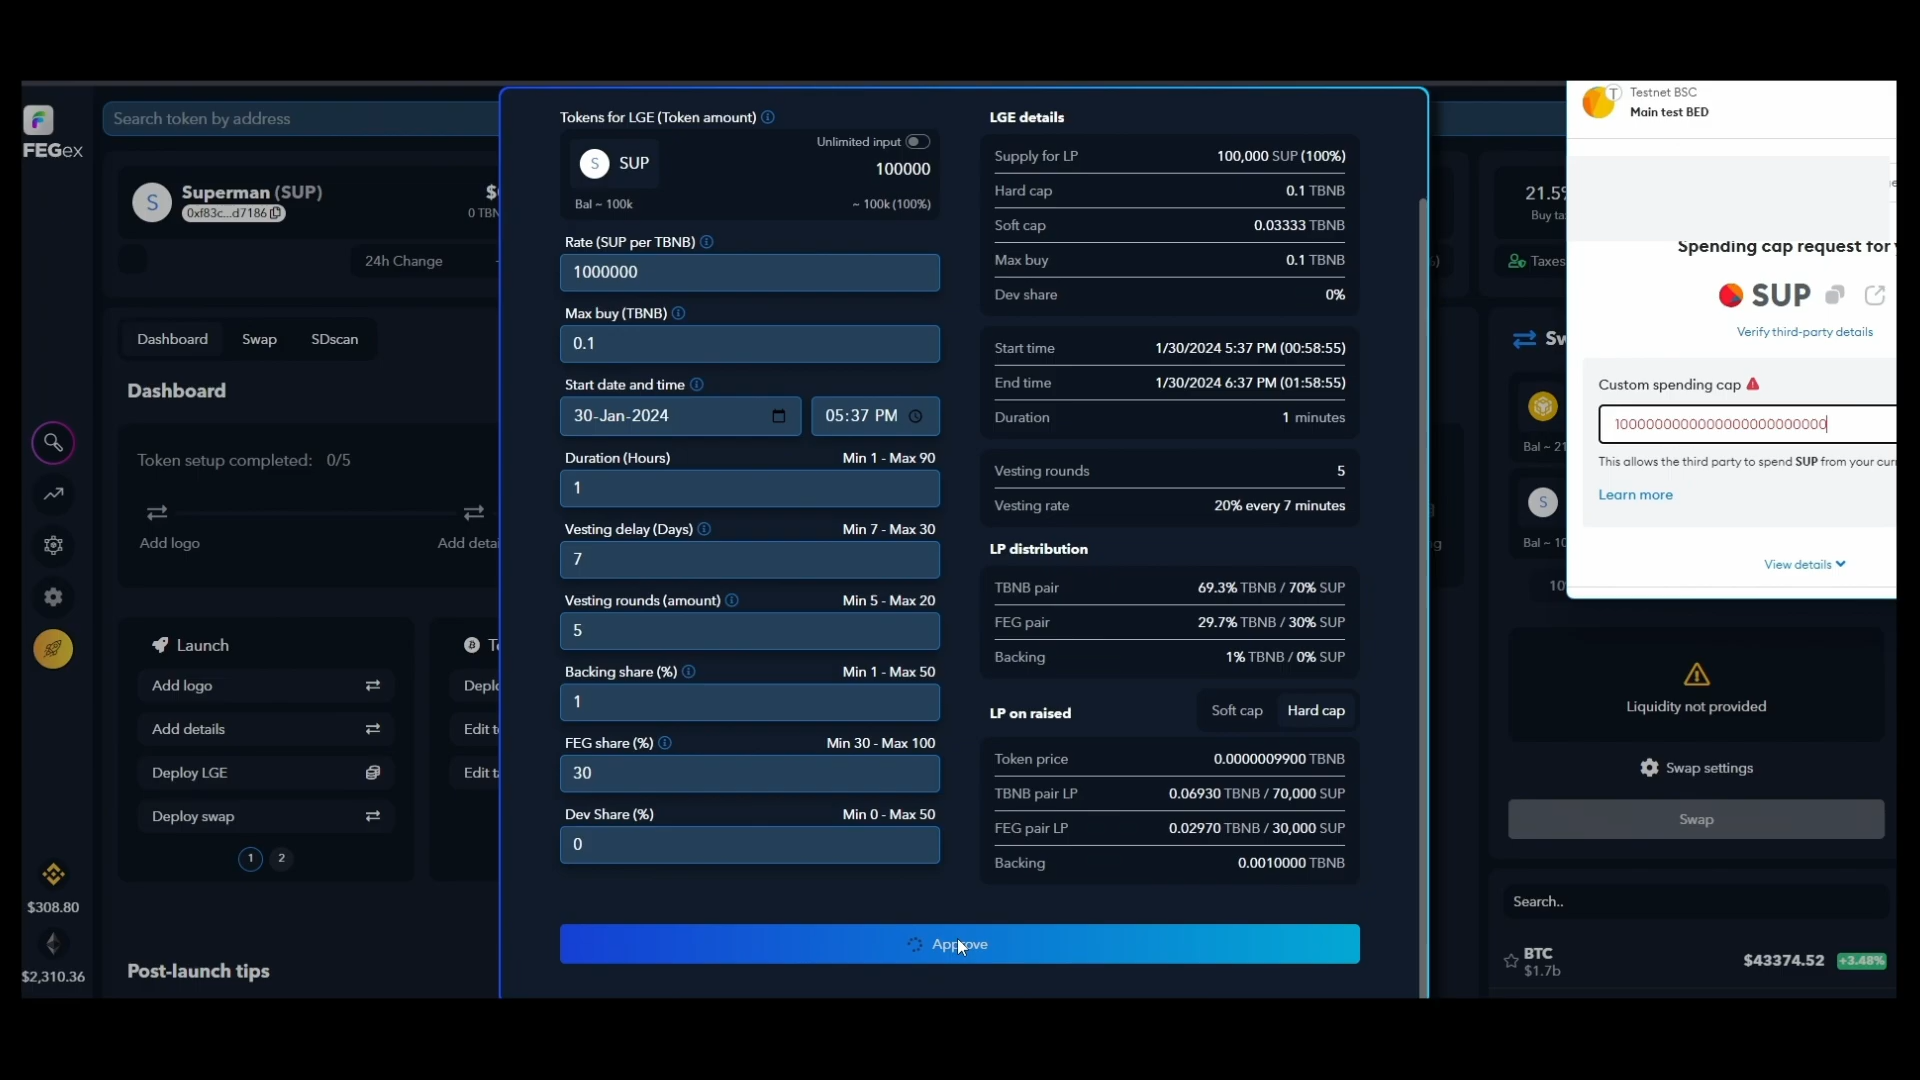 FEGex
Search token by address
S
Superman (SUP)
0xf83c...d7186
0 TBN
24h Change
Dashboard
Swap
SDscan
Dashboard
Token setup completed: 0/5
Add logo
Add detai
Launch
Add logo
Add details
Deploy LGE
Deploy swap
1
2
Edit t
Edit t
Post-launch tips
$308.80
$2,310.36
Tokens for LGE (Token amount)
Unlimited input
S
SUP
100000
Bal ~ 100k
~ 100k (100%)
Rate (SUP per TBNB)
1000000
Max buy (TBNB)
0.1
Start date and time
30-Jan-2024
05:37 PM
Duration (Hours)
Min 1 - Max 90
1
Vesting delay (Days)
Min 7 - Max 30
7
Vesting rounds (amount)
Min 5 - Max 20
5
Backing share (%)
Min 1 - Max 50
1
FEG share (%)
Min 30 - Max 100
30
Dev Share (%)
Min 0 - Max 50
0
LGE details
Supply for LP
100,000 SUP (100%)
Hard cap
0.1 TBNB
Soft cap
0.03333 TBNB
Max buy
0.1 TBNB
Dev share
0%
Start time
1/30/2024 5:37 PM (00:58:55)
End time
1/30/2024 6:37 PM (01:58:55)
Duration
1 minutes
Vesting rounds
5
Vesting rate
20% every 7 minutes
LP distribution
TBNB pair
69.3% TBNB / 70% SUP
FEG pair
29.7% TBNB / 30% SUP
Backing
1% TBNB / 0% SUP
LP on raised
Soft cap
Hard cap
Token price
0.0000009900 TBNB
TBNB pair LP
0.06930 TBNB / 70,000 SUP
FEG pair LP
0.02970 TBNB / 30,000 SUP
Backing
0.0010000 TBNB
Approve
21.5%
Buy ta
Taxes
T
Testnet BSC
Main test BED
Spending cap request for
SUP
Verify third-party details
Custom spending cap
This allows the third party to spend SUP from your curr
Learn more
View details
Sw
Bal ~ 21
S
Bal ~ 10
10
Liquidity not provided
Swap settings
Swap
Search..
BTC
$1.7b
$43374.52
+3.48%